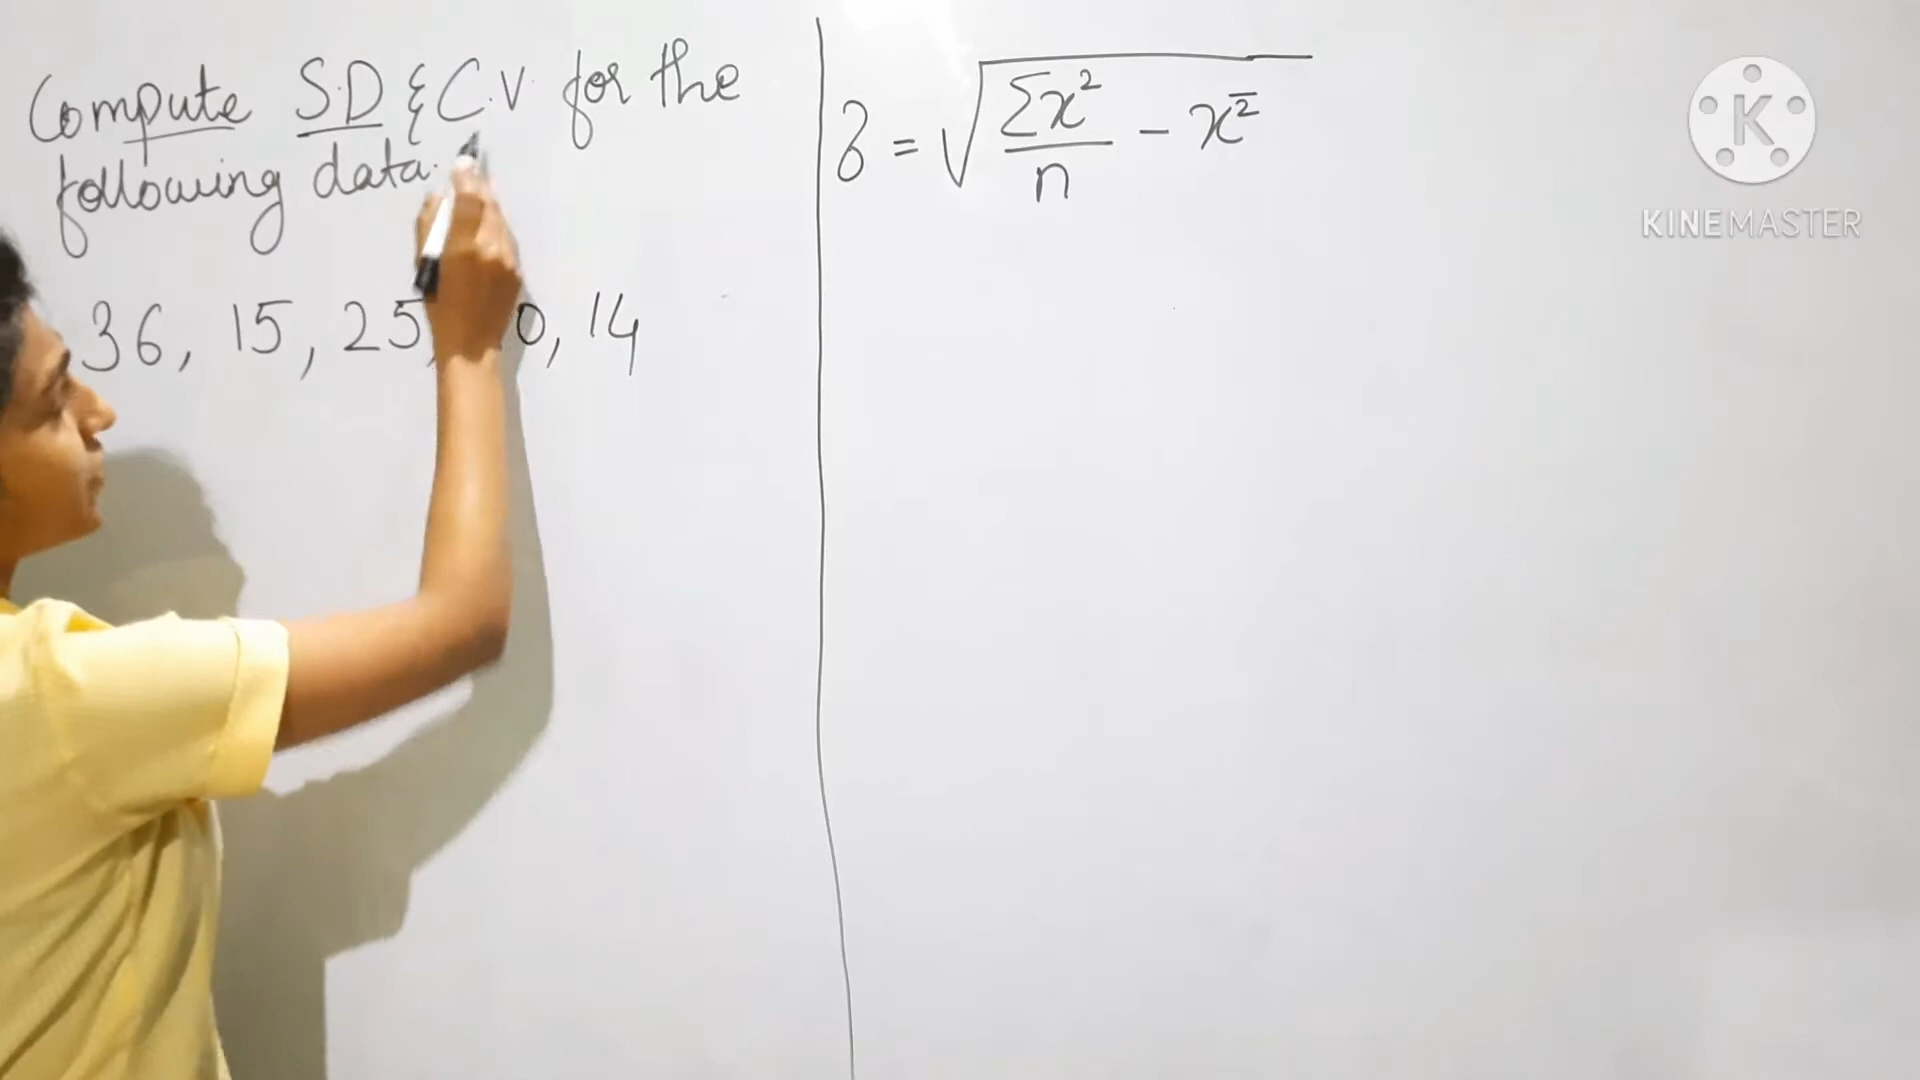 Compute S.D & C.V. for the
following data.
36, 15, 25, 0, 14
σ = √Σx²/n - x̄²
K
KINEMASTER